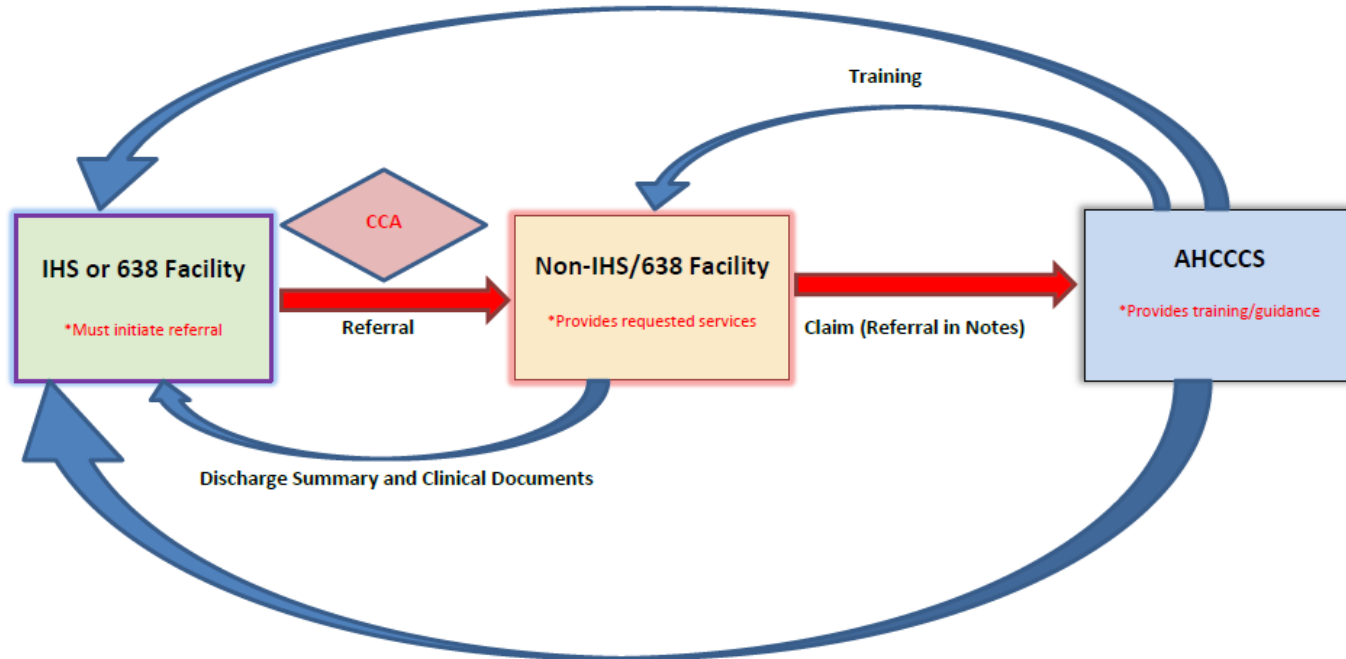 Training
CCA
IHS or 638 Facility
*Must initiate referral
Referral
Non-IHS/638 Facility
*Provides requested services
Claim (Referral in Notes)
AHCCCS
*Provides training/guidance
Discharge Summary and Clinical Documents